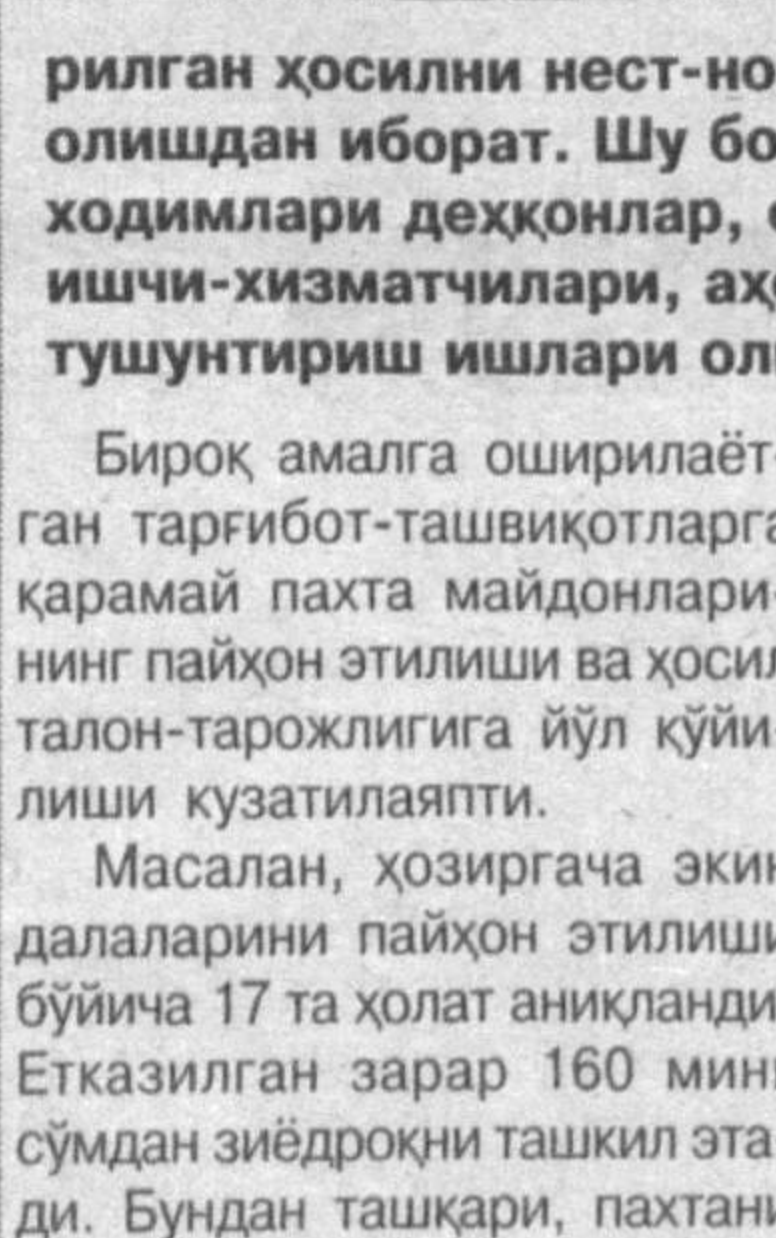 рилган ҳосилни нест-но
олишдан иборат. Шу бо
ходимлари деҳқонлар,
ишчи-хизматчилари, аҳ
тушунтириш ишлари ол
Бироқ амалга оширилаёт-
ган тарғибот-ташвиқотларга
қарамай пахта майдонлари-
нинг пайҳон этилиши ва ҳосил
талон-тарожлигига йўл қўйи-
лиши кузатилаяпти.
Масалан, ҳозиргача экин
далаларини пайҳон этилиши
бўйича 17 та ҳолат аниқланди.
Етказилган зарар 160 минг
сўмдан зиёдроқни ташкил эта-
ди. Бундан ташқари, пахтани